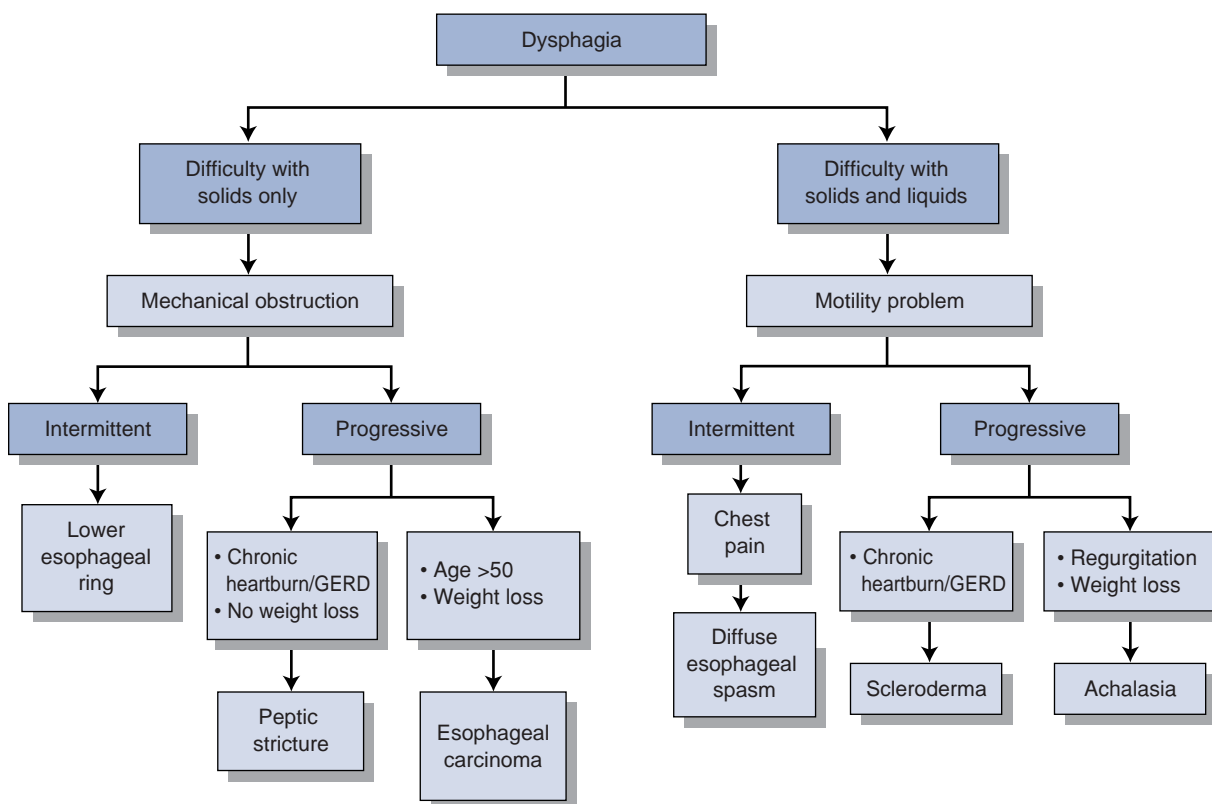 Dysphagia
Difficulty with
solids only
Difficulty with
solids and liquids
Mechanical obstruction
Motility problem
Intermittent
Progressive
Intermittent
Progressive
Lower
esophageal
ring
• Chronic
heartburn/GERD
• No weight loss
• Age >50
• Weight loss
Chest
pain
• Chronic
heartburn/GERD
• Regurgitation
• Weight loss
Peptic
stricture
Esophageal
carcinoma
Diffuse
esophageal
spasm
Scleroderma
Achalasia